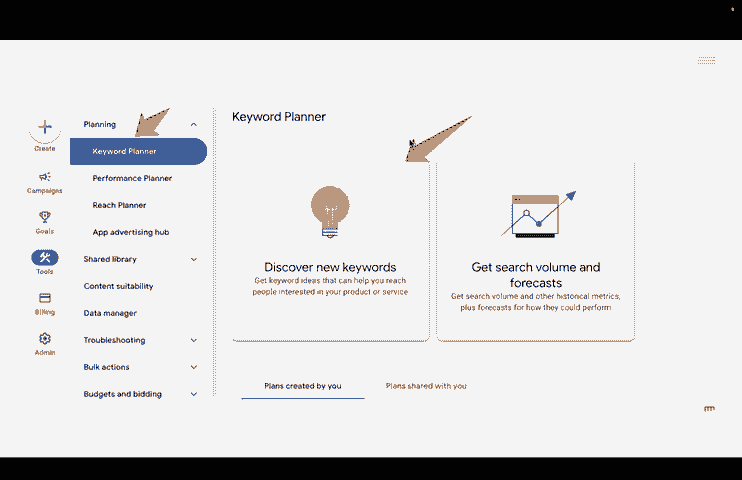 Create
Campaigns
Goals
Tools
Billing
Admin
Planning
Keyword Planner
Performance Planner
Reach Planner
App advertising hub
Shared library
Content suitability
Data manager
Troubleshooting
Bulk actions
Budgets and bidding
Keyword Planner
Discover new keywords
Get keyword ideas that can help you reach
people interested in your product or service
Get search volume and
forecasts
Get search volume and other historical metrics,
plus forecasts for how they could perform
Plans created by you
Plans shared with you